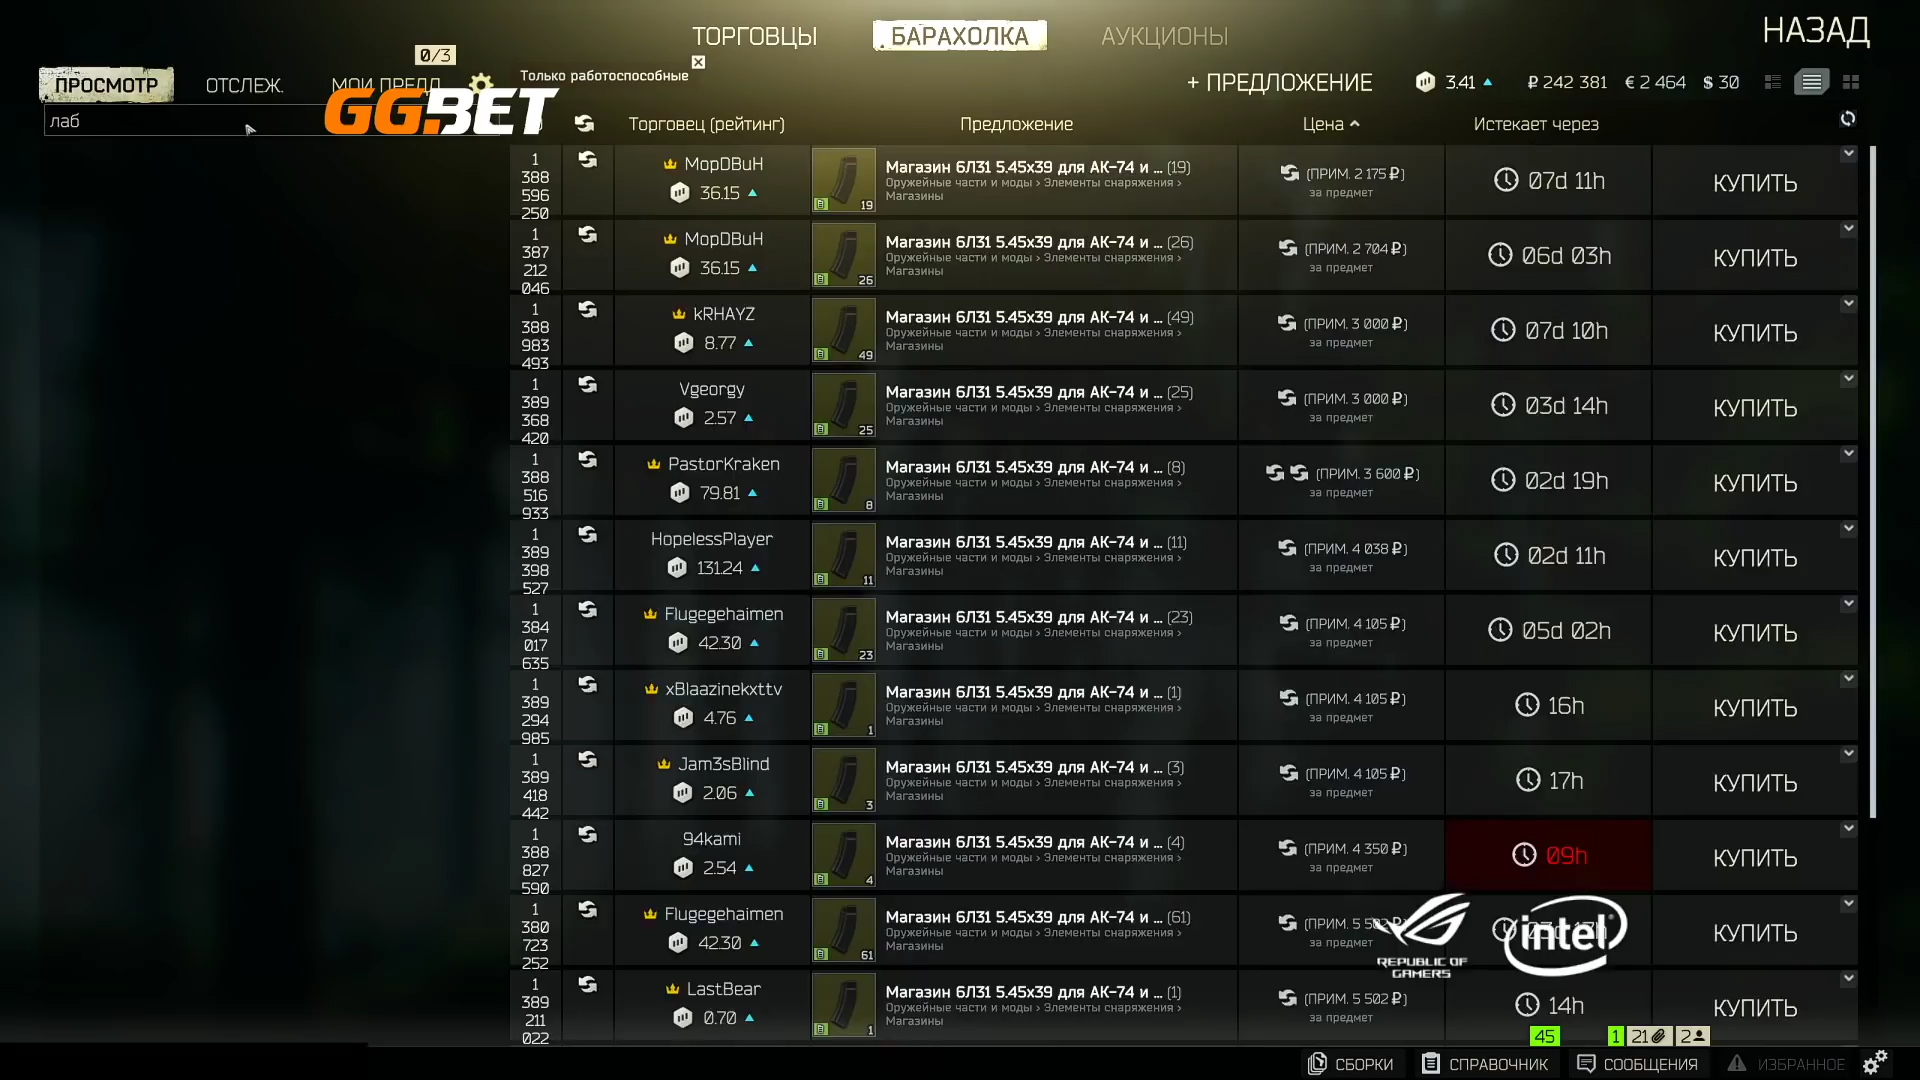 ТОРГОВЦЫ БАРАХОЛКА АУКЦИОНЫ НАЗАД
0/3
ПРОСМОТР ОТСЛЕЖ. МОИ ПРЕДЛ. Только работоспособные + ПРЕДЛОЖЕНИЕ 3.41 ₽ 242 381 € 2 464 $ 30
лаб
GG.BET
Торговец (рейтинг) Предложение Цена Истекает через
1 388 596 250 MopDBuH 36.15 19 Магазин 6Л31 5.45x39 для АК-74 и ... (19) Оружейные части и моды > Элементы снаряжения > Магазины (ПРИМ. 2 175 ₽) за предмет 07d 11h КУПИТЬ
1 387 212 046 MopDBuH 36.15 26 Магазин 6Л31 5.45x39 для АК-74 и ... (26) Оружейные части и моды > Элементы снаряжения > Магазины (ПРИМ. 2 704 ₽) за предмет 06d 03h КУПИТЬ
1 388 983 493 kRHAYZ 8.77 49 Магазин 6Л31 5.45x39 для АК-74 и ... (49) Оружейные части и моды > Элементы снаряжения > Магазины (ПРИМ. 3 000 ₽) за предмет 07d 10h КУПИТЬ
1 389 368 420 Vgeorgy 2.57 25 Магазин 6Л31 5.45x39 для АК-74 и ... (25) Оружейные части и моды > Элементы снаряжения > Магазины (ПРИМ. 3 000 ₽) за предмет 03d 14h КУПИТЬ
1 388 516 933 PastorKraken 79.81 8 Магазин 6Л31 5.45x39 для АК-74 и ... (8) Оружейные части и моды > Элементы снаряжения > Магазины (ПРИМ. 3 600 ₽) за предмет 02d 19h КУПИТЬ
1 389 398 527 HopelessPlayer 131.24 11 Магазин 6Л31 5.45x39 для АК-74 и ... (11) Оружейные части и моды > Элементы снаряжения > Магазины (ПРИМ. 4 038 ₽) за предмет 02d 11h КУПИТЬ
1 384 017 635 Flugegehaimen 42.30 23 Магазин 6Л31 5.45x39 для АК-74 и ... (23) Оружейные части и моды > Элементы снаряжения > Магазины (ПРИМ. 4 105 ₽) за предмет 05d 02h КУПИТЬ
1 389 294 985 xBlaazinekxttv 4.76 1 Магазин 6Л31 5.45x39 для АК-74 и ... (1) Оружейные части и моды > Элементы снаряжения > Магазины (ПРИМ. 4 105 ₽) за предмет 16h КУПИТЬ
1 389 418 442 Jam3sBlind 2.06 3 Магазин 6Л31 5.45x39 для АК-74 и ... (3) Оружейные части и моды > Элементы снаряжения > Магазины (ПРИМ. 4 105 ₽) за предмет 17h КУПИТЬ
1 388 827 590 94kami 2.54 4 Магазин 6Л31 5.45x39 для АК-74 и ... (4) Оружейные части и моды > Элементы снаряжения > Магазины (ПРИМ. 4 350 ₽) за предмет 09h КУПИТЬ
1 380 723 252 Flugegehaimen 42.30 61 Магазин 6Л31 5.45x39 для АК-74 и ... (61) Оружейные части и моды > Элементы снаряжения > Магазины (ПРИМ. 5 502 ₽) за предмет КУПИТЬ
REPUBLIC OF GAMERS intel
1 389 211 022 LastBear 0.70 1 Магазин 6Л31 5.45x39 для АК-74 и ... (1) Оружейные части и моды > Элементы снаряжения > Магазины (ПРИМ. 5 502 ₽) за предмет 14h КУПИТЬ
45 1 21 2
СБОРКИ СПРАВОЧНИК СООБЩЕНИЯ ИЗБРАННОЕ